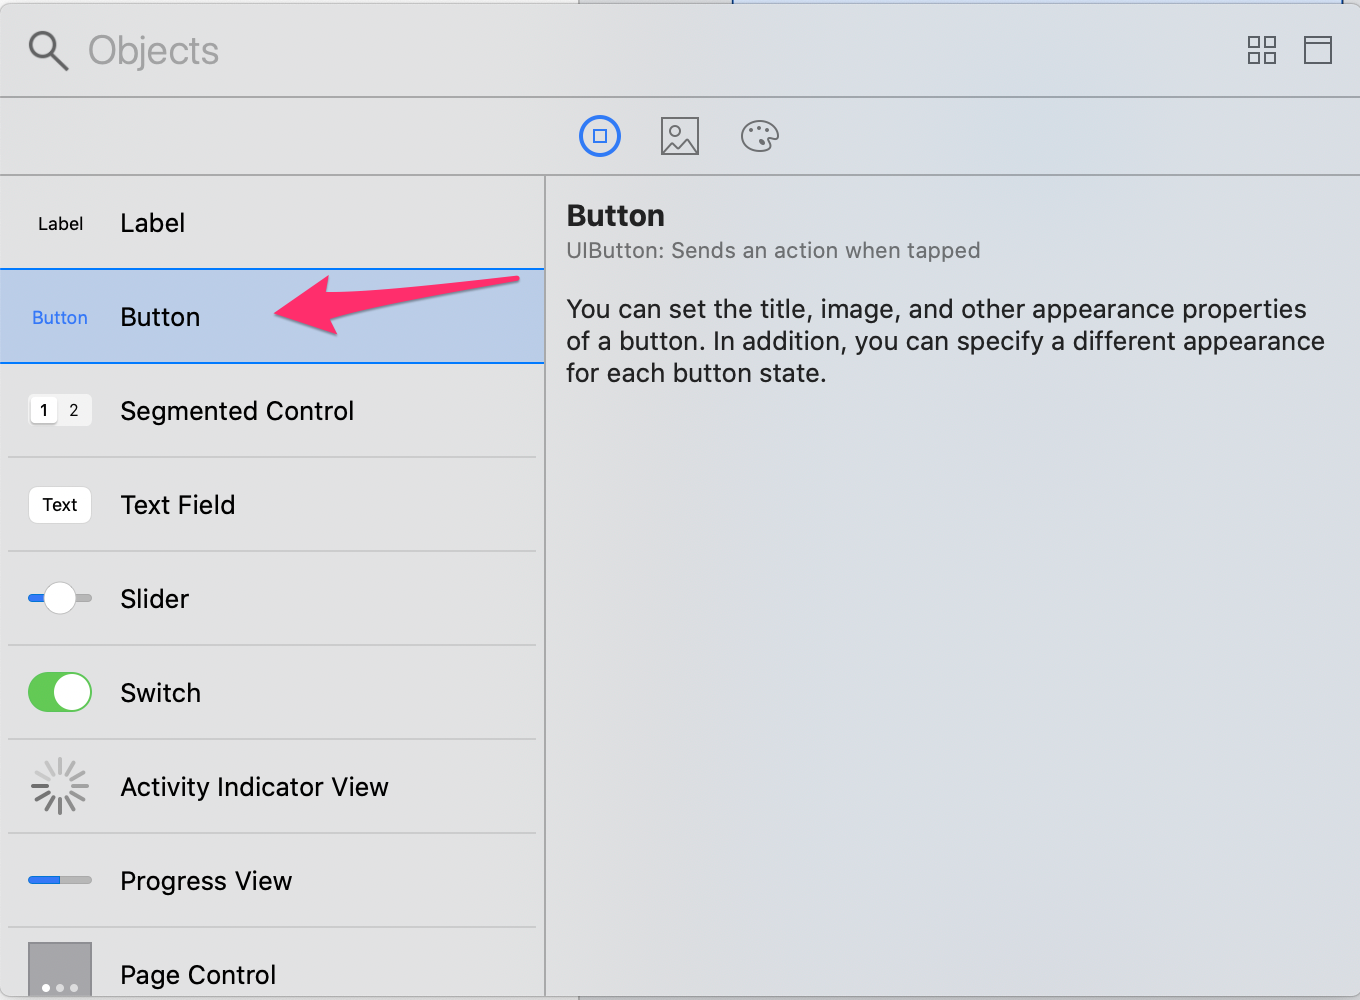 Objects
Label Label
Button Button
1 2 Segmented Control
Text Text Field
Slider
Switch
Activity Indicator View
Progress View
Page Control
Button
UIButton: Sends an action when tapped
You can set the title, image, and other appearance properties
of a button. In addition, you can specify a different appearance
for each button state.